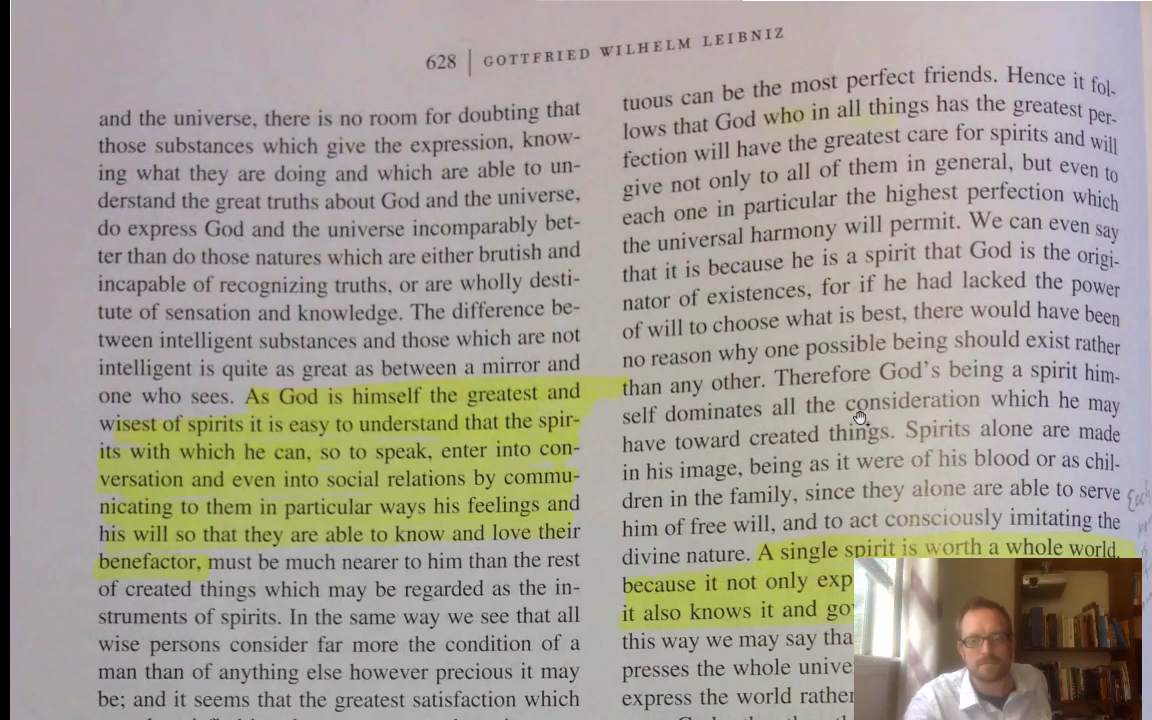 628 | GOTTFRIED WILHELM LEIBNIZ
and the universe, there is no room for doubting that
those substances which give the expression, know-
ing what they are doing and which are able to un-
derstand the great truths about God and the universe,
do express God and the universe incomparably bet-
ter than do those natures which are either brutish and
incapable of recognizing truths, or are wholly desti-
tute of sensation and knowledge. The difference be-
tween intelligent substances and those which are not
intelligent is quite as great as between a mirror and
one who sees. As God is himself the greatest and
wisest of spirits it is easy to understand that the spir-
its with which he can, so to speak, enter into con-
versation and even into social relations by commu-
nicating to them in particular ways his feelings and
his will so that they are able to know and love their
benefactor, must be much nearer to him than the rest
of created things which may be regarded as the in-
struments of spirits. In the same way we see that all
wise persons consider far more the condition of a
man than of anything else however precious it may
be; and it seems that the greatest satisfaction which
tuous can be the most perfect friends. Hence it fol-
lows that God who in all things has the greatest per-
fection will have the greatest care for spirits and will
give not only to all of them in general, but even to
each one in particular the highest perfection which
the universal harmony will permit. We can even say
that it is because he is a spirit that God is the origi-
nator of existences, for if he had lacked the power
of will to choose what is best, there would have been
no reason why one possible being should exist rather
than any other. Therefore God's being a spirit him-
self dominates all the consideration which he may
have toward created things. Spirits alone are made
in his image, being as it were of his blood or as chil-
dren in the family, since they alone are able to serve
him of free will, and to act consciously imitating the
divine nature. A single spirit is worth a whole world,
because it not only exp
it also knows it and go
this way we may say tha
presses the whole unive
express the world rather